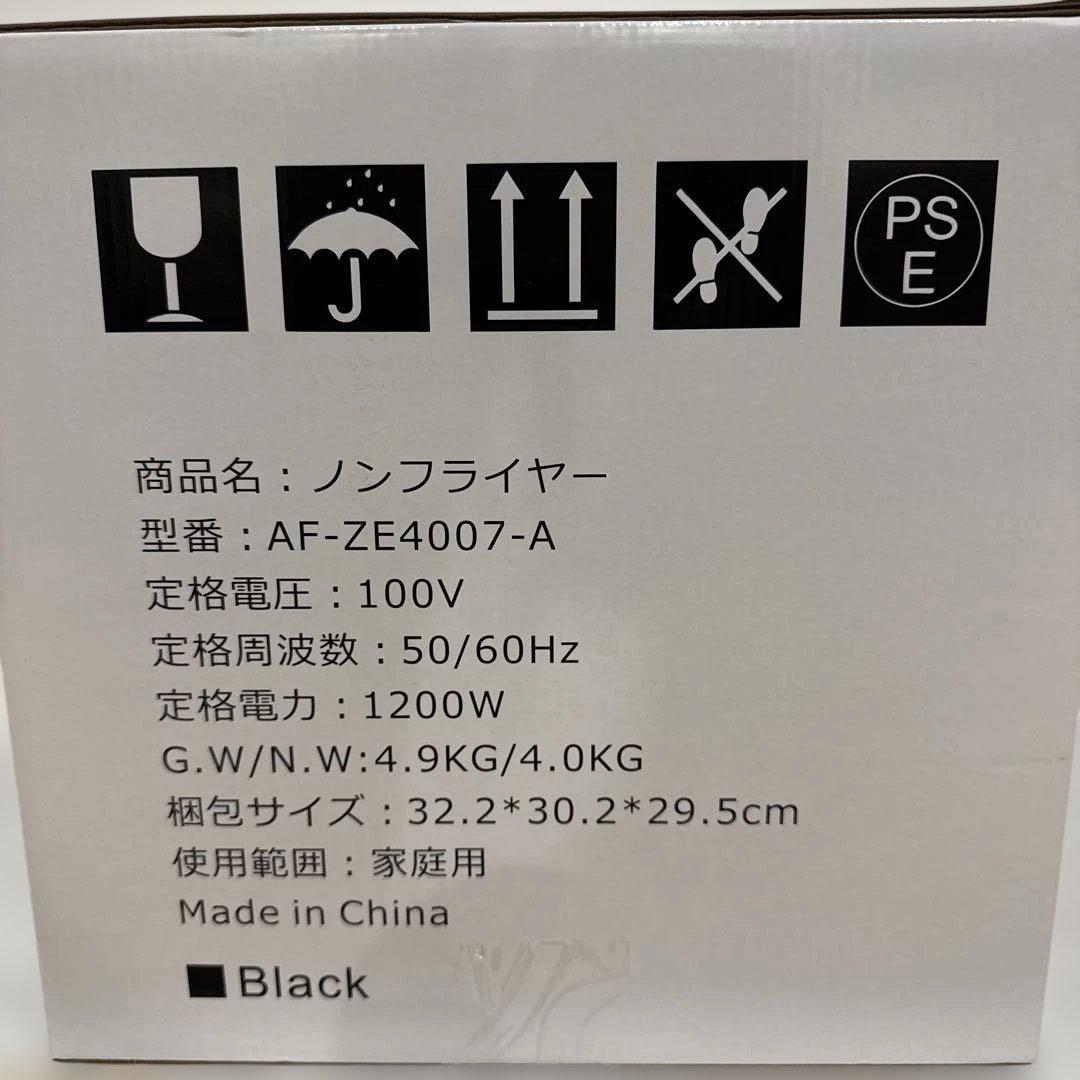 PS
E
商品名：ノンフライヤー
型番：AF-ZE4007-A
定格電圧：100V
定格周波数：50/60Hz
定格電力：1200W
G.W/N.W:4.9KG/4.0KG
梱包サイズ：32.2*30.2*29.5cm
使用範囲：家庭用
Made in China
Black